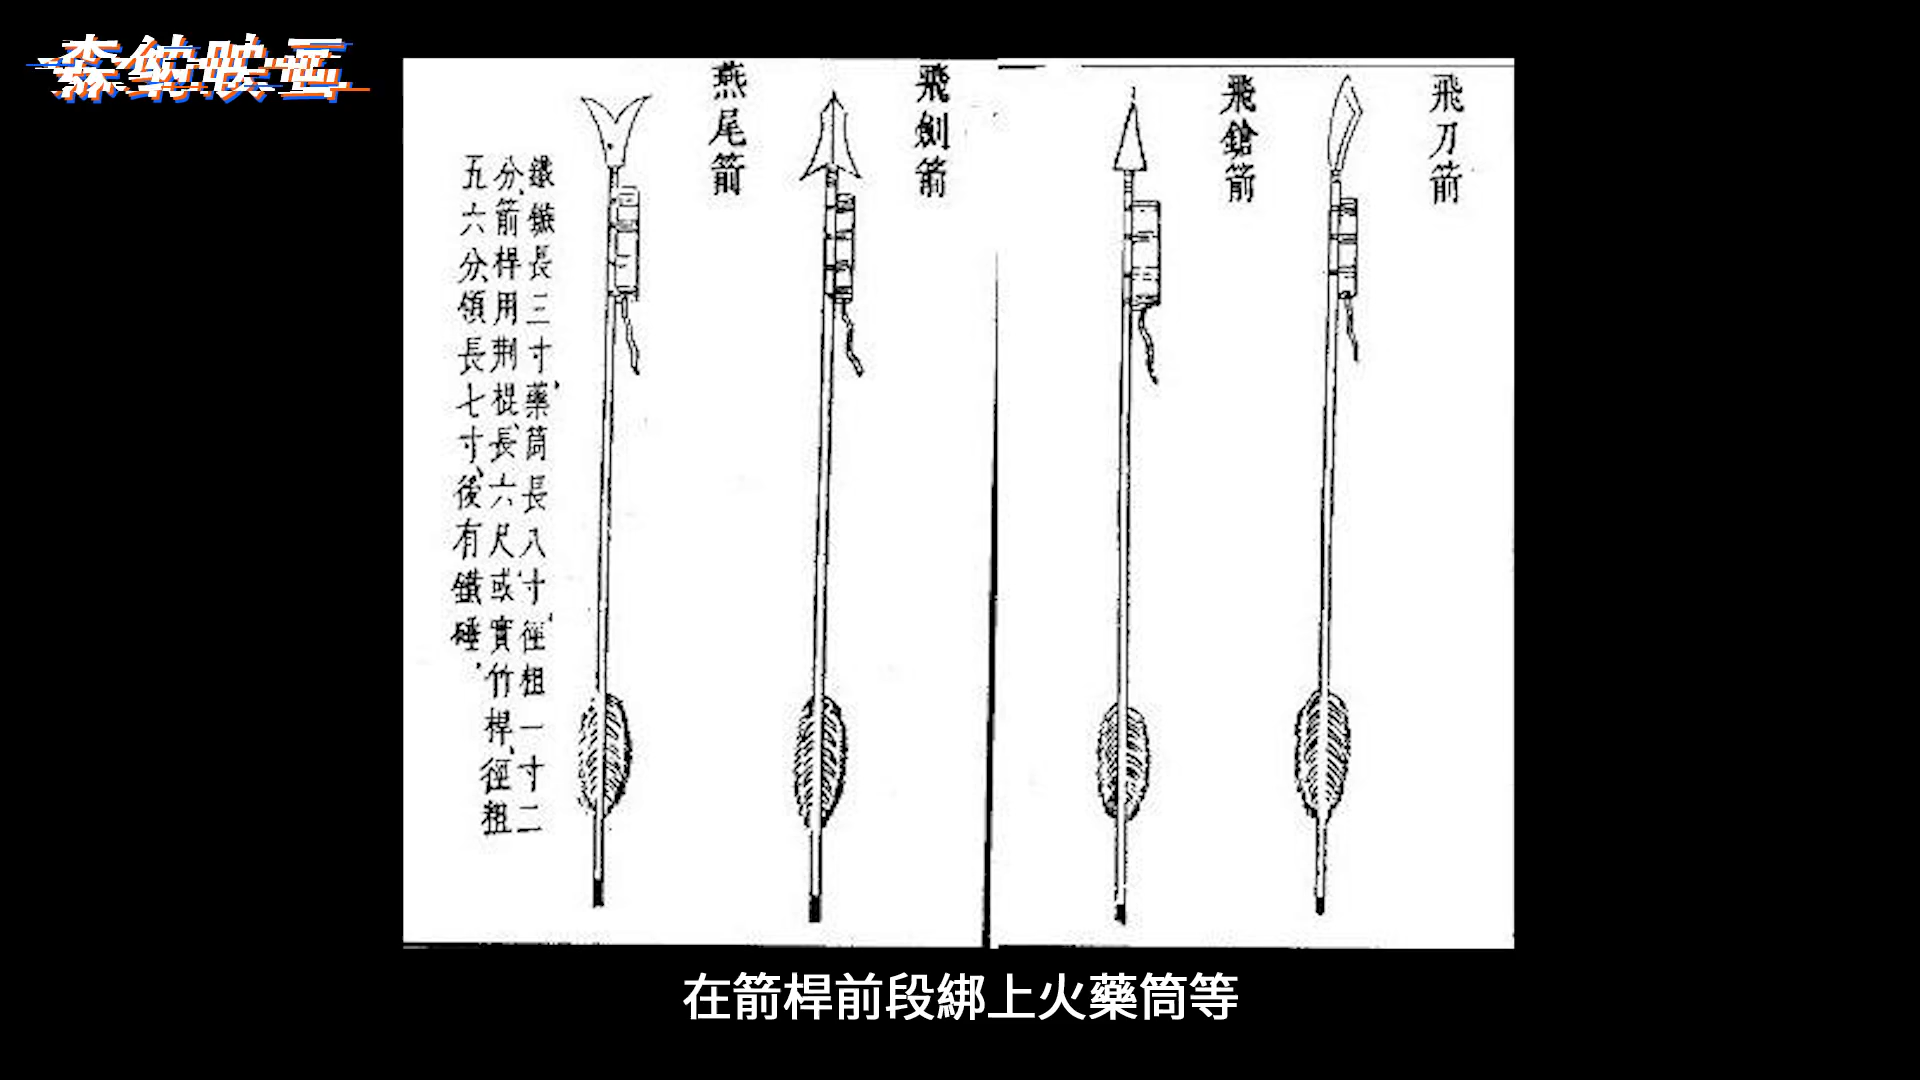 森納映画
飛刀箭
飛鎗箭
飛劍箭
燕尾箭
鐵鏃長三寸、藥筒長八寸、徑粗一寸二
分、箭桿用荆棍、長六尺、或實竹桿、徑粗
五六分、領長七寸、後有鐵硾、
在箭桿前段綁上火藥筒等